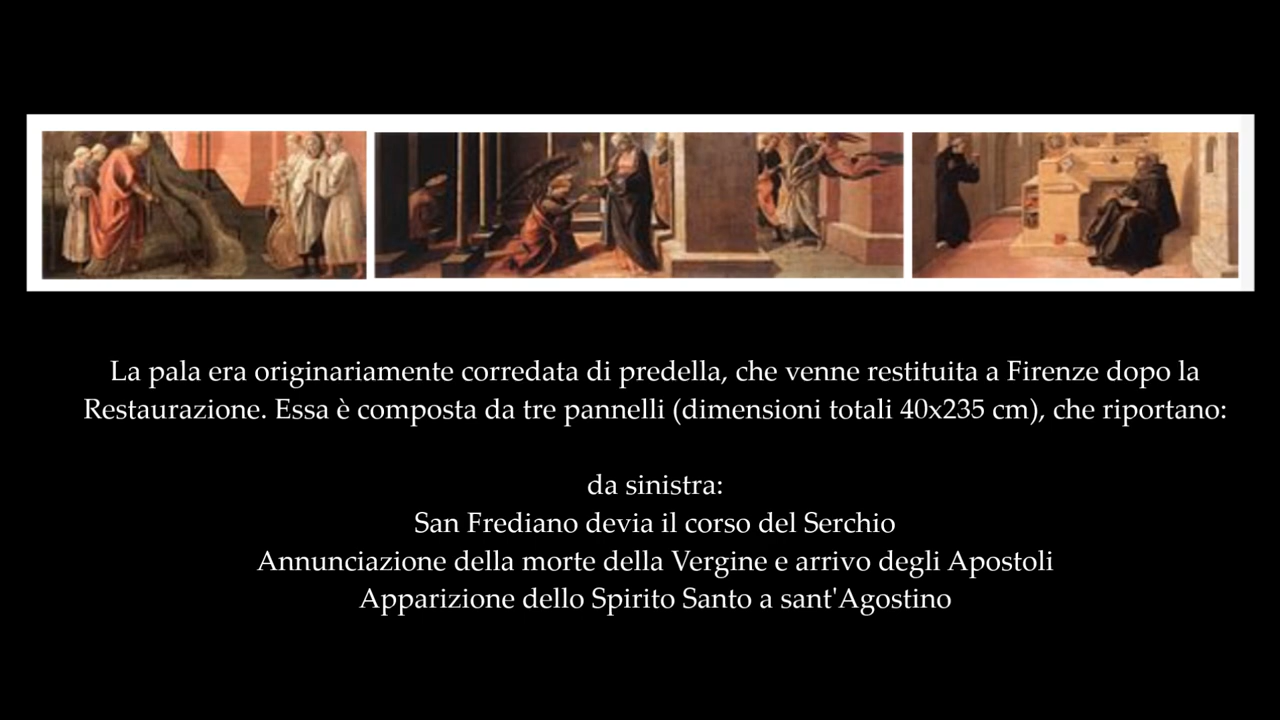 La pala era originariamente corredata di predella, che venne restituita a Firenze dopo la
Restaurazione. Essa è composta da tre pannelli (dimensioni totali 40x235 cm), che riportano:
da sinistra:
San Frediano devia il corso del Serchio
Annunciazione della morte della Vergine e arrivo degli Apostoli
Apparizione dello Spirito Santo a sant'Agostino